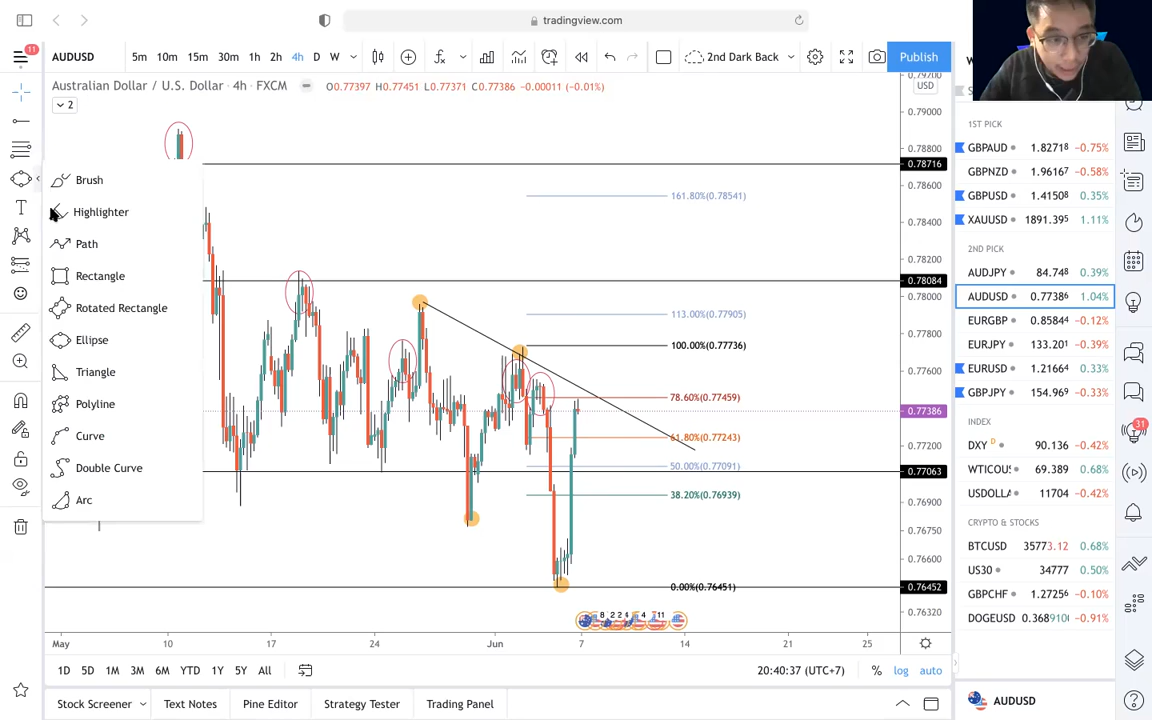 tradingview.com
11
AUDUSD 5m 10m 15m 30m 1h 2h 4h D W 2nd Dark Back Publish
Australian Dollar / U.S. Dollar · 4h · FXCM O0.77397 H0.77451 L0.77371 C0.77386 −0.00011 (−0.01%)
2
USD
0.79000
0.78800
0.78716
0.78600
0.78400
0.78200
0.78084
0.78000
0.77800
0.77600
0.77386
0.77220
0.77063
0.76900
0.76750
0.76600
0.76452
0.76320
161.80%(0.78541)
113.00%(0.77905)
100.00%(0.77736)
78.60%(0.77459)
61.80%(0.77243)
50.00%(0.77091)
38.20%(0.76939)
0.00%(0.76451)
Brush
Highlighter
Path
Rectangle
Rotated Rectangle
Ellipse
Triangle
Polyline
Curve
Double Curve
Arc
May 10 17 24 Jun 7 14 21 25
1D 5D 1M 3M 6M YTD 1Y 5Y All 20:40:37 (UTC+7) % log auto
Stock Screener Text Notes Pine Editor Strategy Tester Trading Panel
1ST PICK
GBPAUD 1.82718 −0.75%
GBPNZD 1.96167 −0.58%
GBPUSD 1.41508 0.35%
XAUUSD 1891.395 1.11%
2ND PICK
AUDJPY 84.748 0.39%
AUDUSD 0.77386 1.04%
EURGBP 0.85844 −0.12%
EURJPY 133.201 −0.39%
EURUSD 1.21664 0.33%
GBPJPY 154.969 −0.33%
INDEX
DXY D 90.136 −0.42%
WTICOUS 69.389 0.68%
USDOLLA 11704 −0.42%
CRYPTO & STOCKS
BTCUSD 35773.12 0.68%
US30 34777 0.50%
GBPCHF 1.27256 −0.10%
DOGEUSD 0.368910 −0.91%
AUDUSD
31